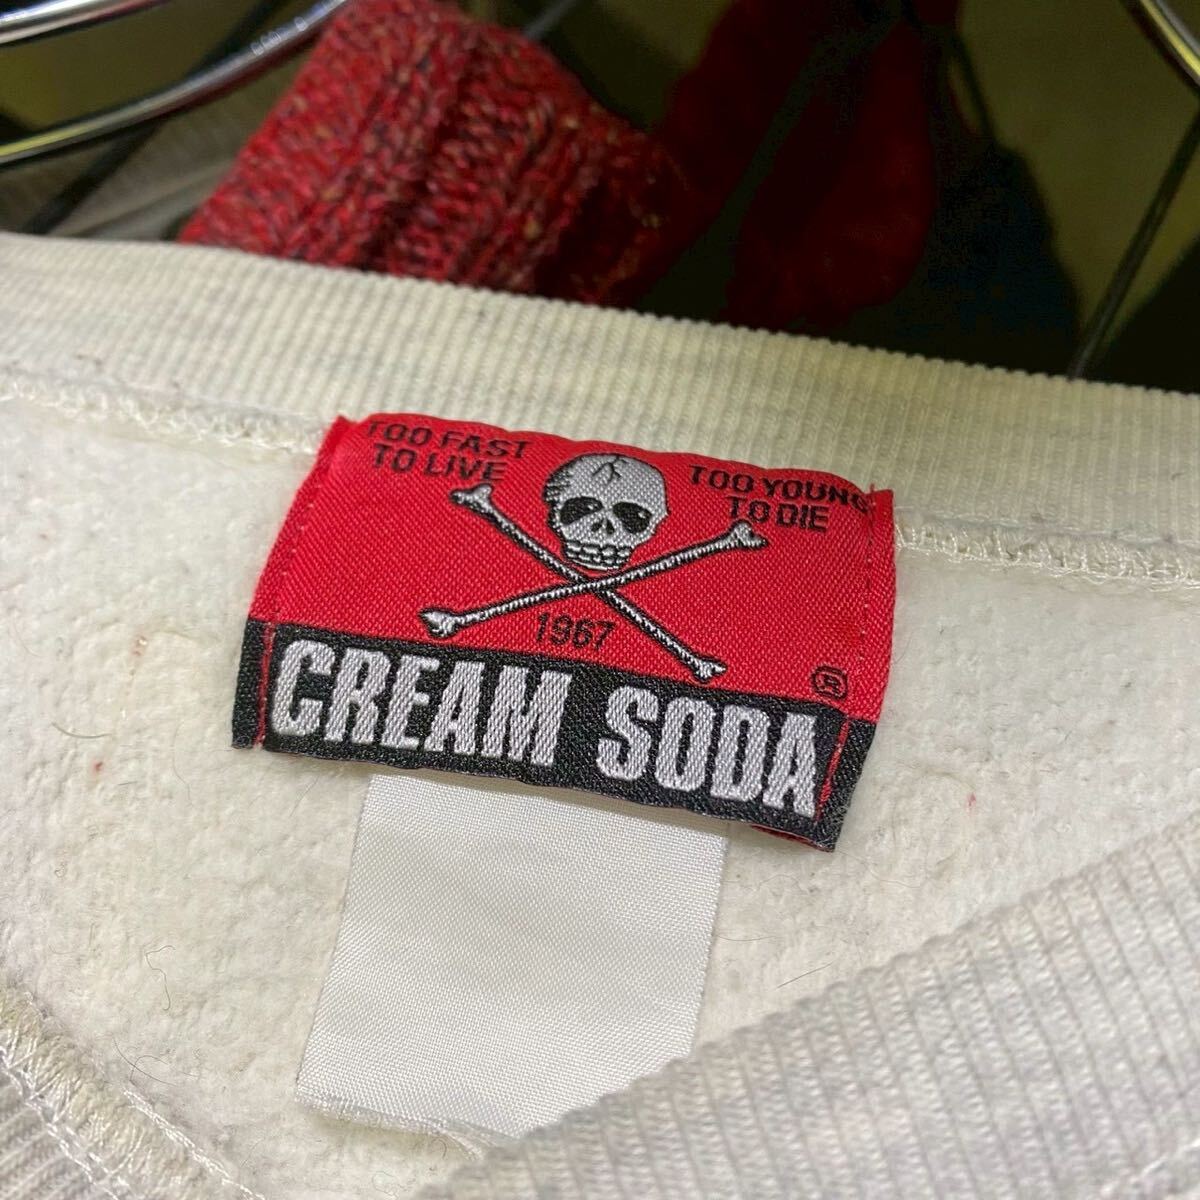 TOO FAST
TO LIVE
TOO YOUNG
TO DIE
1967
®
CREAM SODA